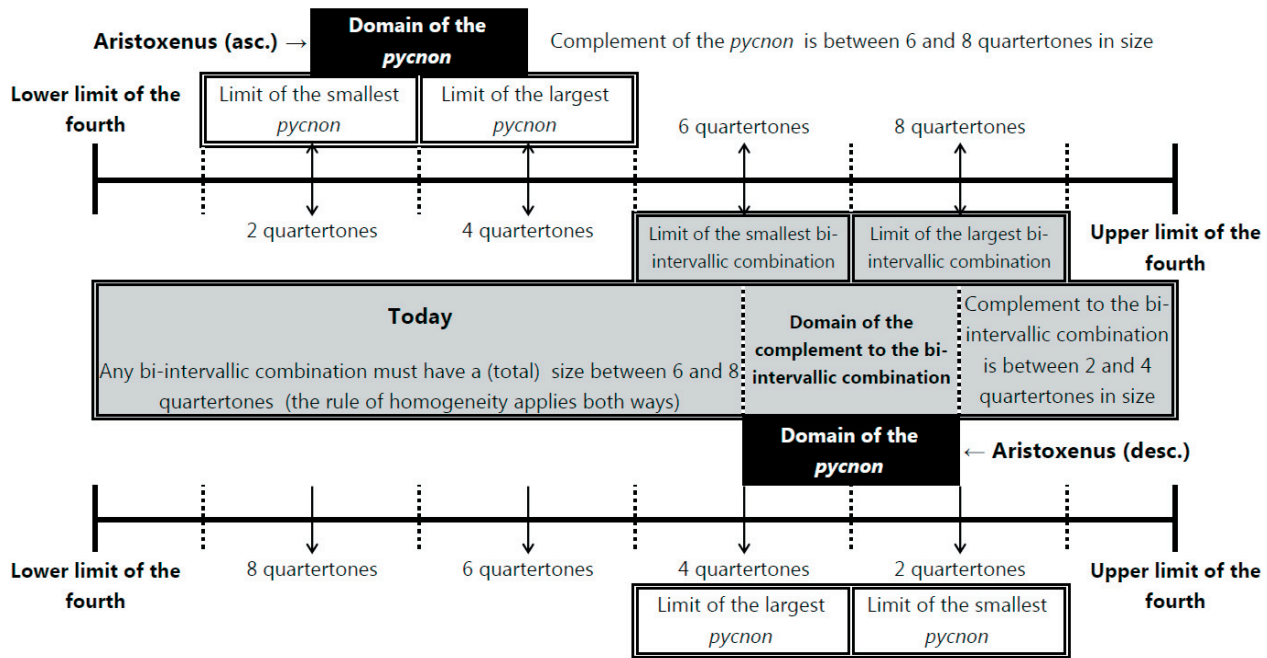 Aristoxenus (asc.) →
Domain of the
pycnon
Complement of the pycnon is between 6 and 8 quartertones in size
Lower limit of the
fourth
Limit of the smallest
pycnon
Limit of the largest
pycnon
6 quartertones
8 quartertones
2 quartertones
4 quartertones
Limit of the smallest bi-
intervallic combination
Limit of the largest bi-
intervallic combination
Upper limit of the
fourth
Today
Any bi-intervallic combination must have a (total) size between 6 and 8
quartertones (the rule of homogeneity applies both ways)
Domain of the
complement to the bi-
intervallic combination
Complement to the bi-
intervallic combination
is between 2 and 4
quartertones in size
Domain of the
pycnon
← Aristoxenus (desc.)
Lower limit of the
fourth
8 quartertones
6 quartertones
4 quartertones
2 quartertones
Upper limit of the
fourth
Limit of the largest
pycnon
Limit of the smallest
pycnon